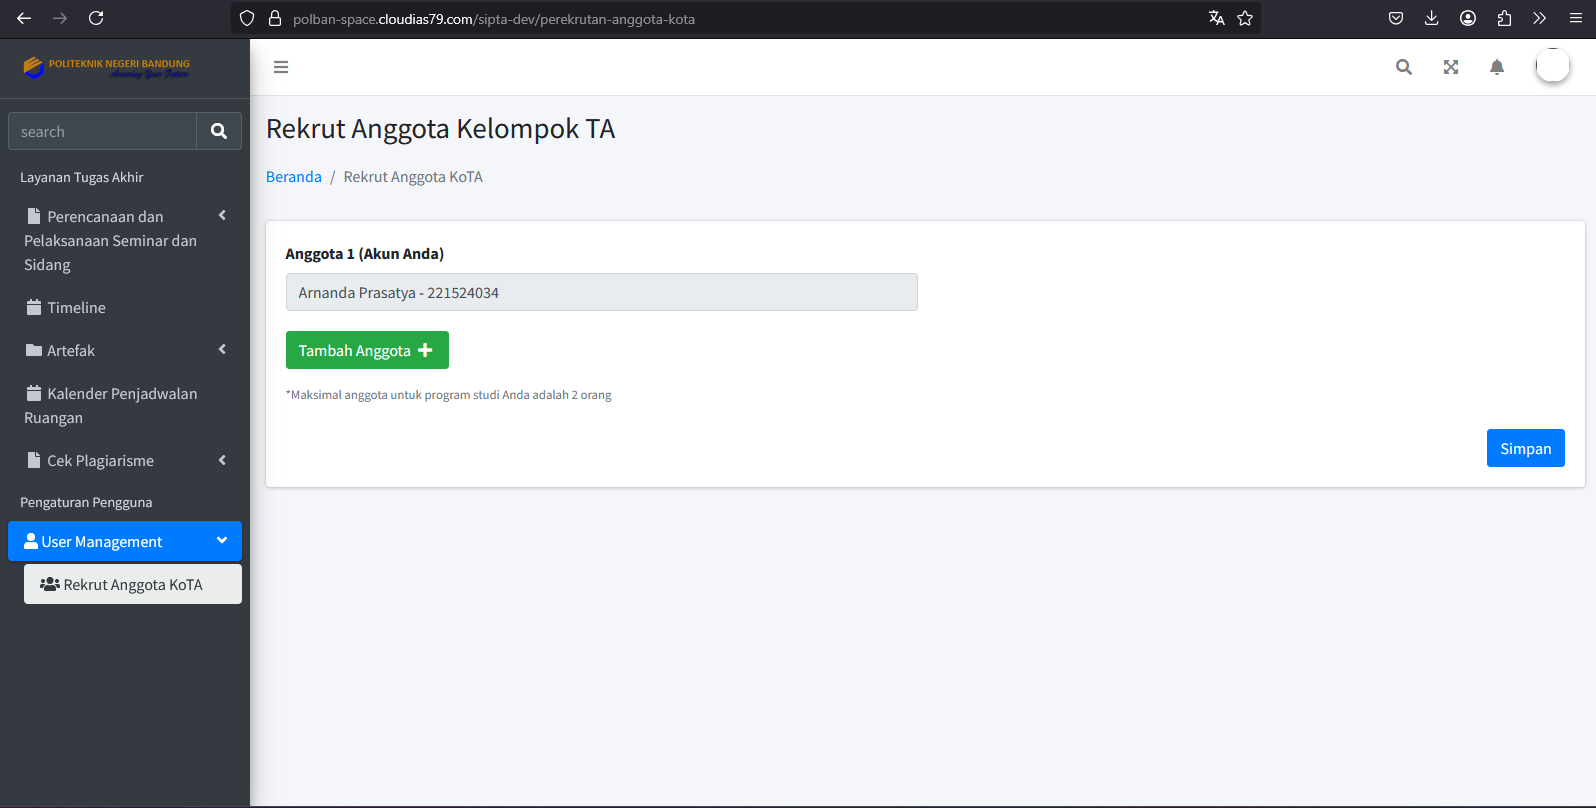 polban-space.cloudias79.com/sipta-dev/perekrutan-anggota-kota
POLITEKNIK NEGERI BANDUNG
Assuring Your Future
search
Layanan Tugas Akhir
Perencanaan dan
Pelaksanaan Seminar dan
Sidang
Timeline
Artefak
Kalender Penjadwalan
Ruangan
Cek Plagiarisme
Pengaturan Pengguna
User Management
Rekrut Anggota KoTA
Rekrut Anggota Kelompok TA
Beranda / Rekrut Anggota KoTA
Anggota 1 (Akun Anda)
Arnanda Prasatya - 221524034
Tambah Anggota
*Maksimal anggota untuk program studi Anda adalah 2 orang
Simpan